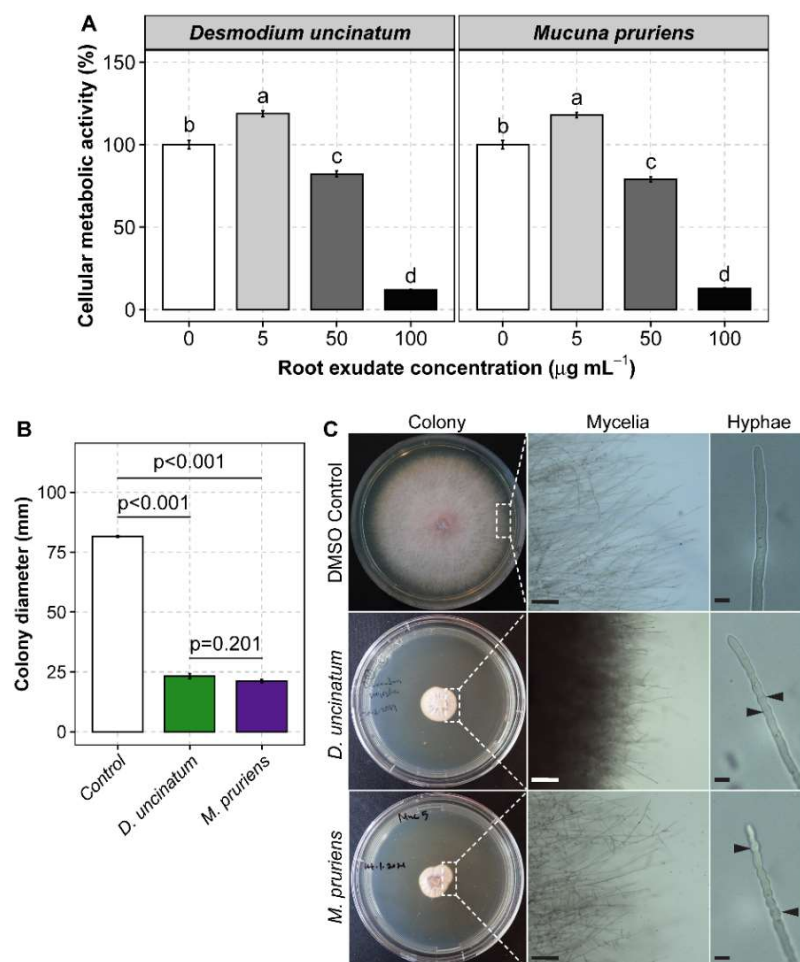 A
Desmodium uncinatum
Mucuna pruriens
Cellular metabolic activity (%)
150
100
50
0
b
a
c
d
b
a
c
d
0 5 50 100
0 5 50 100
Root exudate concentration (µg mL⁻¹)
B
Colony diameter (mm)
100
75
50
25
0
p<0.001
p<0.001
p=0.201
Control
D. uncinatum
M. pruriens
C
Colony
Mycelia
Hyphae
DMSO Control
D. uncinatum
M. pruriens